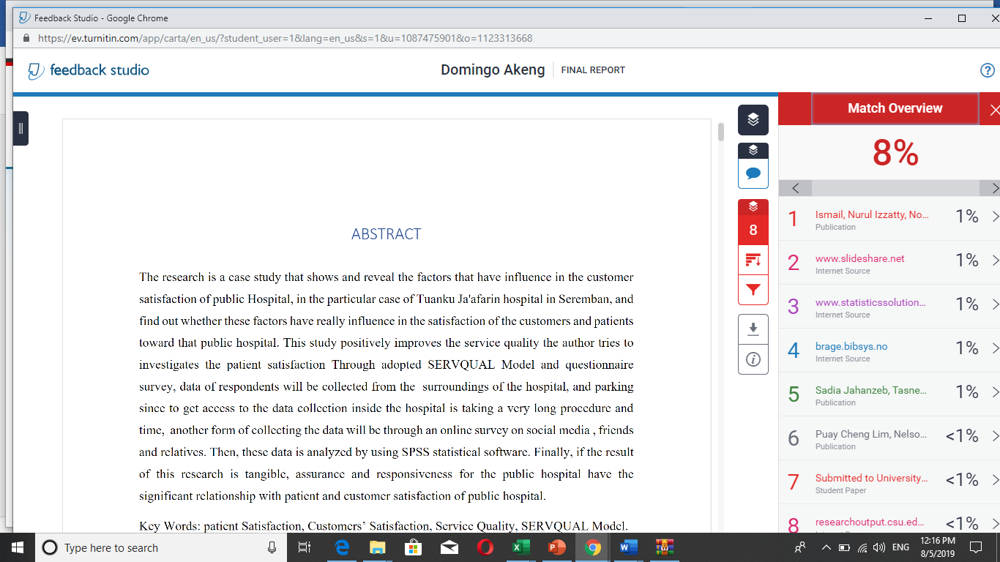 Feedback Studio - Google Chrome
https://ev.turnitin.com/app/carta/en_us/?student_user=1&lang=en_us&s=1&u=1087475901&o=1123313668
feedback studio
Domingo Akeng
FINAL REPORT
?
ABSTRACT
The research is a case study that shows and reveal the factors that have influence in the customer
satisfaction of public Hospital, in the particular case of Tuanku Ja'afarin hospital in Seremban, and
find out whether these factors have really influence in the satisfaction of the customers and patients
toward that public hospital. This study positively improves the service quality the author tries to
investigates the patient satisfaction Through adopted SERVQUAL Model and questionnaire
survey, data of respondents will be collected from the surroundings of the hospital, and parking
since to get access to the data collection inside the hospital is taking a very long procedure and
time, another form of collecting the data will be through an online survey on social media , friends
and relatives. Then, these data is analyzed by using SPSS statistical software. Finally, if the result
of this research is tangible, assurance and responsiveness for the public hospital have the
significant relationship with patient and customer satisfaction of public hospital.
Key Words: patient Satisfaction, Customers' Satisfaction, Service Quality, SERVQUAL Model.
8
Match Overview
8%
1 Ismail, Nurul Izzatty, No... 1%
Publication
2 www.slideshare.net 1%
Internet Source
3 www.statisticssolution... 1%
Internet Source
4 brage.bibsys.no 1%
Internet Source
5 Sadia Jahanzeb, Tasne... 1%
Publication
6 Puay Cheng Lim, Nelso... <1%
Publication
7 Submitted to University... <1%
Student Paper
8 researchoutput.csu.ed... <1%
Type here to search
ENG
12:16 PM
8/5/2019